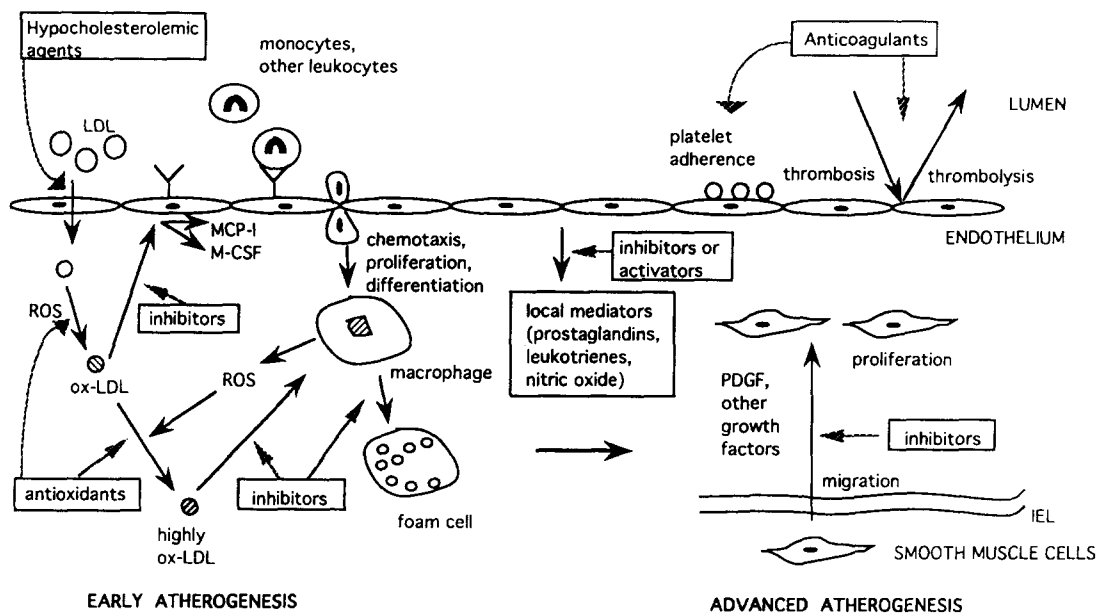 Hypocholesterolemic
agents
monocytes,
other leukocytes
Anticoagulants
LDL
LUMEN
platelet
adherence
thrombosis
thrombolysis
MCP-I
M-CSF
ENDOTHELIUM
chemotaxis,
proliferation,
differentiation
inhibitors or
activators
ROS
inhibitors
local mediators
(prostaglandins,
leukotrienes,
nitric oxide)
ox-LDL
ROS
macrophage
proliferation
PDGF,
other
growth
factors
inhibitors
antioxidants
inhibitors
migration
foam cell
IEL
highly
ox-LDL
SMOOTH MUSCLE CELLS
EARLY ATHEROGENESIS
ADVANCED ATHEROGENESIS